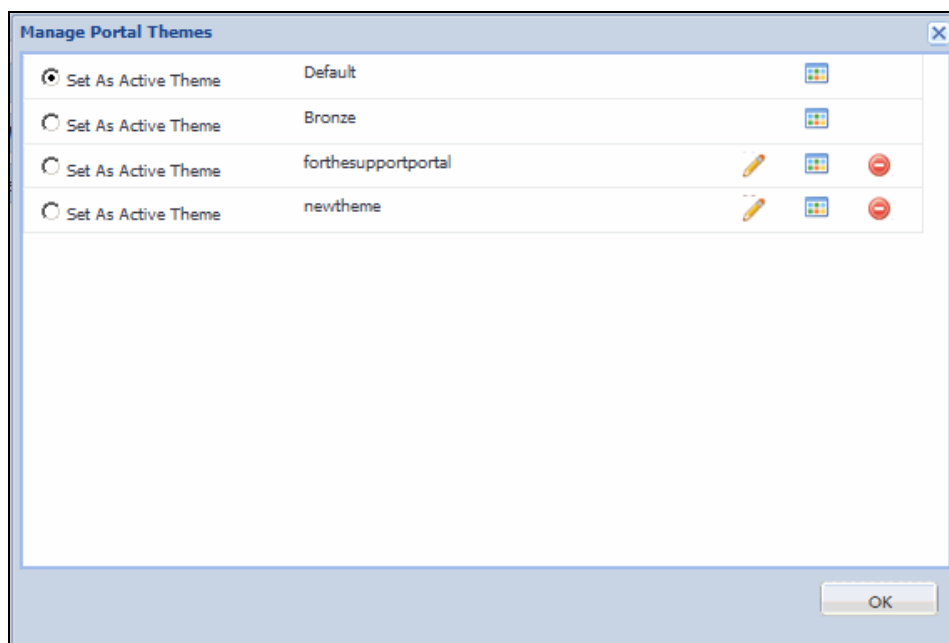 Manage Portal Themes
Set As Active Theme Default
Set As Active Theme Bronze
Set As Active Theme forthesupportportal
Set As Active Theme newtheme
OK